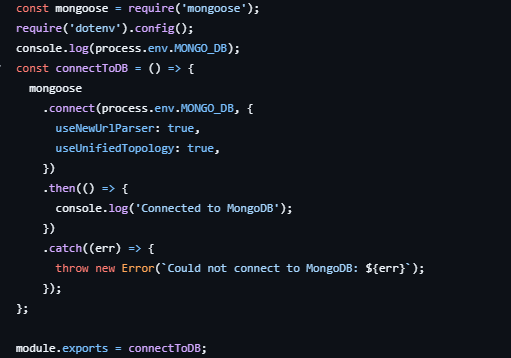 const mongoose = require('mongoose');
require('dotenv').config();
console.log(process.env.MONGO_DB);
const connectToDB = () => {
  mongoose
    .connect(process.env.MONGO_DB, {
      useNewUrlParser: true,
      useUnifiedTopology: true,
    })
    .then(() => {
      console.log('Connected to MongoDB');
    })
    .catch((err) => {
      throw new Error(`Could not connect to MongoDB: ${err}`);
    });
};

module.exports = connectToDB;